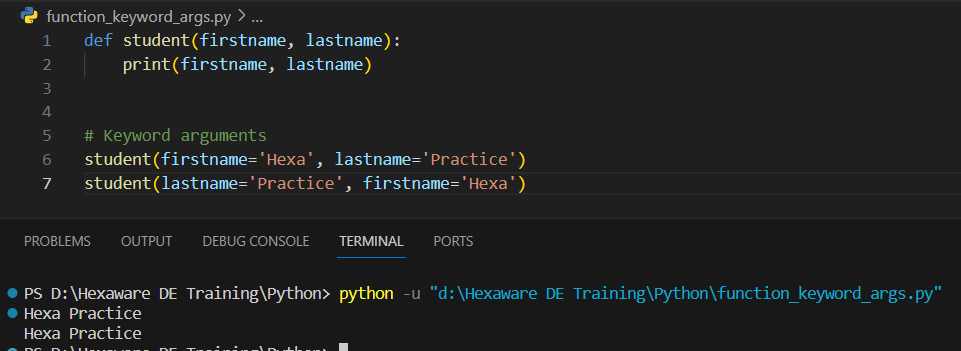 function_keyword_args.py > ...
1 def student(firstname, lastname):
2     print(firstname, lastname)
3
4
5 # Keyword arguments
6 student(firstname='Hexa', lastname='Practice')
7 student(lastname='Practice', firstname='Hexa')
PROBLEMS OUTPUT DEBUG CONSOLE TERMINAL PORTS
PS D:\Hexaware DE Training\Python> python -u "d:\Hexaware DE Training\Python\function_keyword_args.py"
Hexa Practice
Hexa Practice
PS D:\Hexaware DE Training\Python>